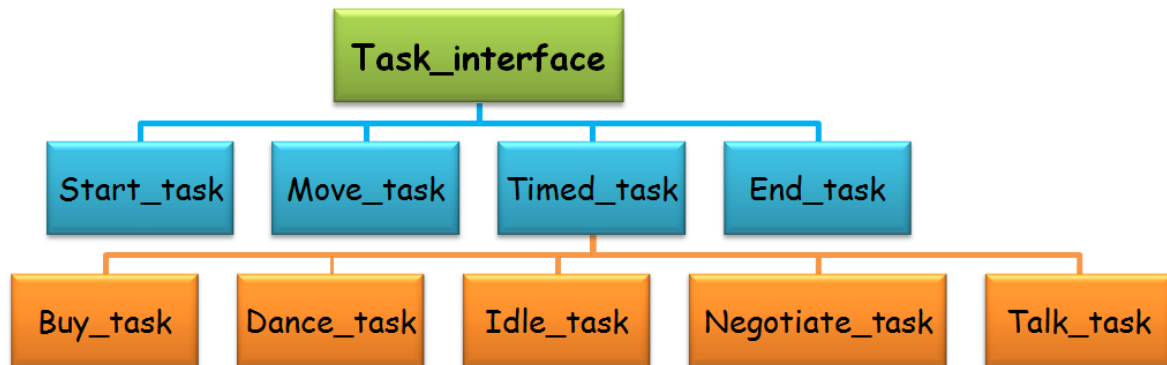 Task_interface
Start_task
Move_task
Timed_task
End_task
Buy_task
Dance_task
Idle_task
Negotiate_task
Talk_task